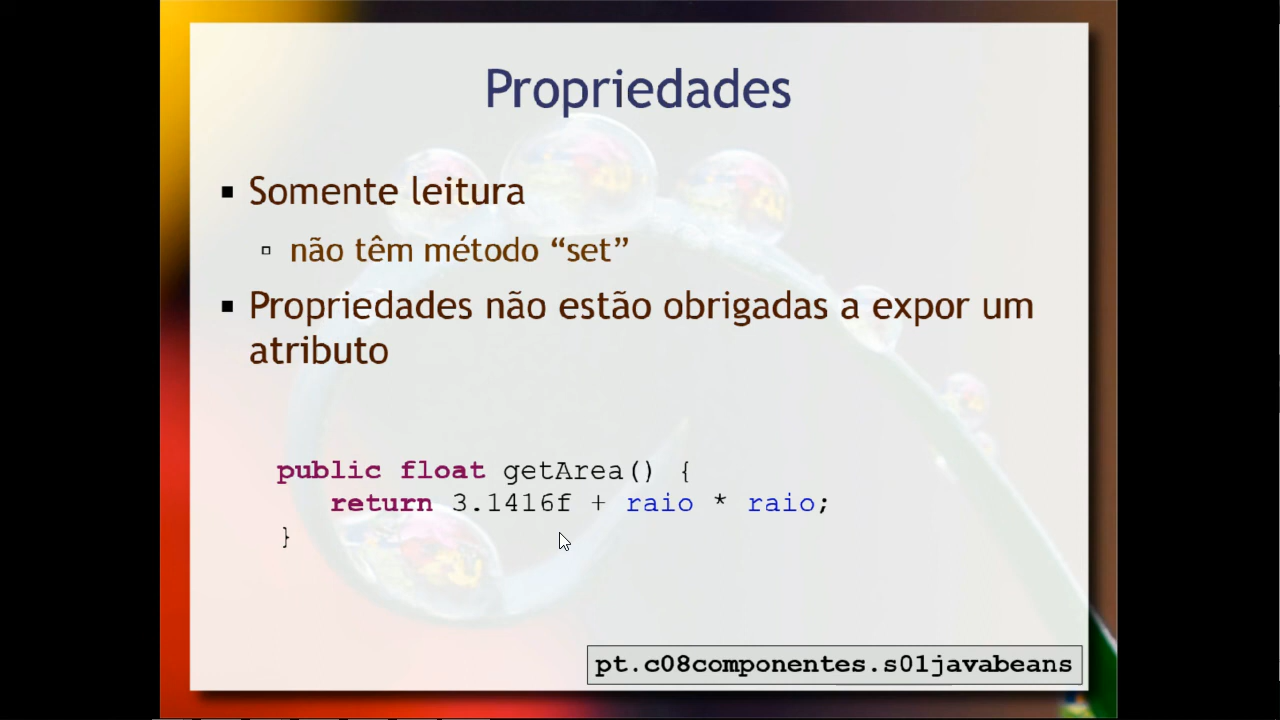 Propriedades
Somente leitura
não têm método “set”
Propriedades não estão obrigadas a expor um
atributo
public float getArea() {
return 3.1416f + raio * raio;
}
pt.c08componentes.s01javabeans